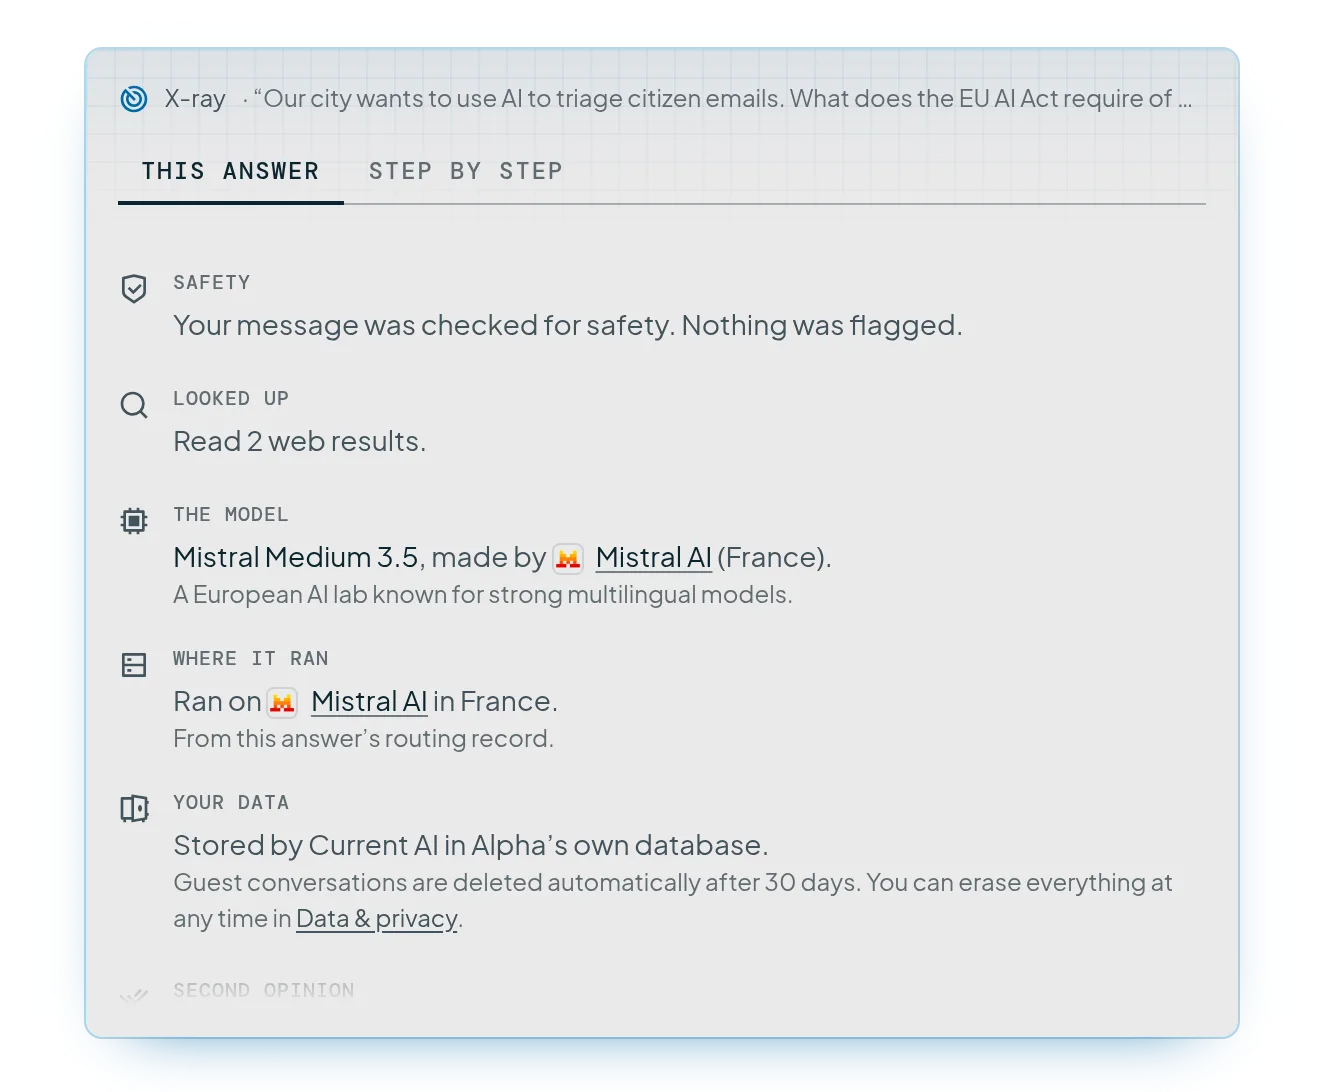 X-ray · “Our city wants to use AI to triage citizen emails. What does the EU AI Act require of ...
THIS ANSWER STEP BY STEP
SAFETY
Your message was checked for safety. Nothing was flagged.
LOOKED UP
Read 2 web results.
THE MODEL
Mistral Medium 3.5, made by Mistral AI (France).
A European AI lab known for strong multilingual models.
WHERE IT RAN
Ran on Mistral AI in France.
From this answer’s routing record.
YOUR DATA
Stored by Current AI in Alpha’s own database.
Guest conversations are deleted automatically after 30 days. You can erase everything at
any time in Data & privacy.
SECOND OPINION